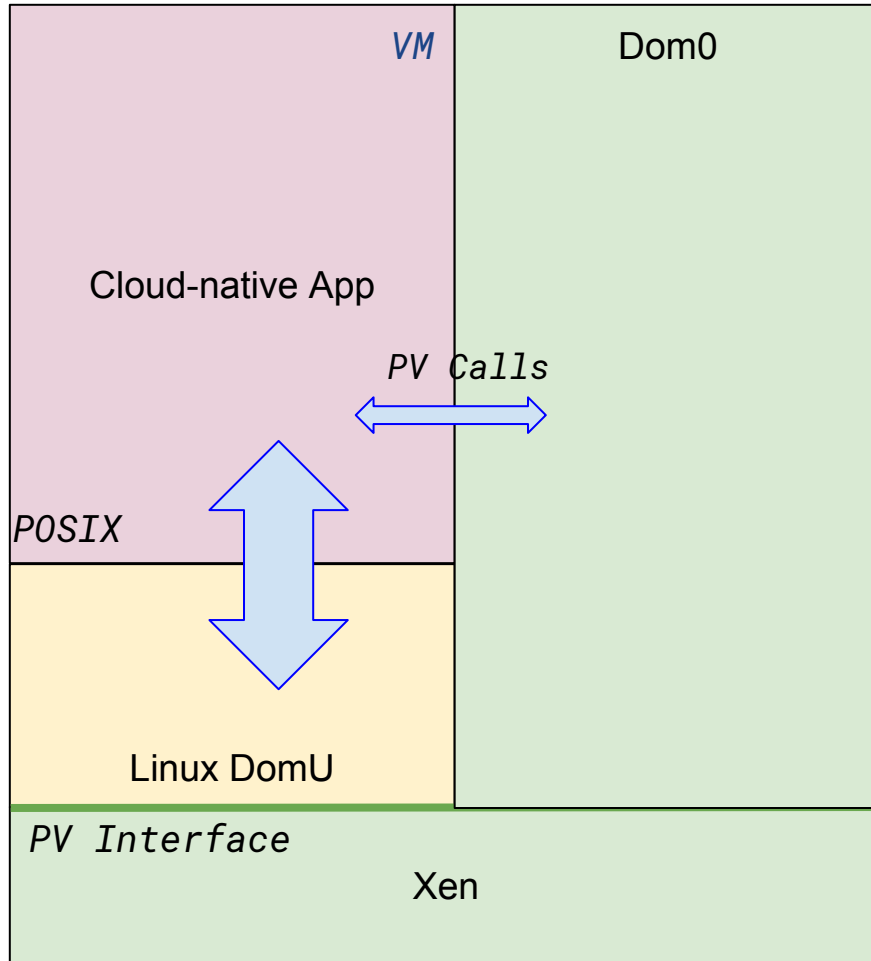 VM
Dom0
Cloud-native App
PV Calls
POSIX
Linux DomU
PV Interface
Xen